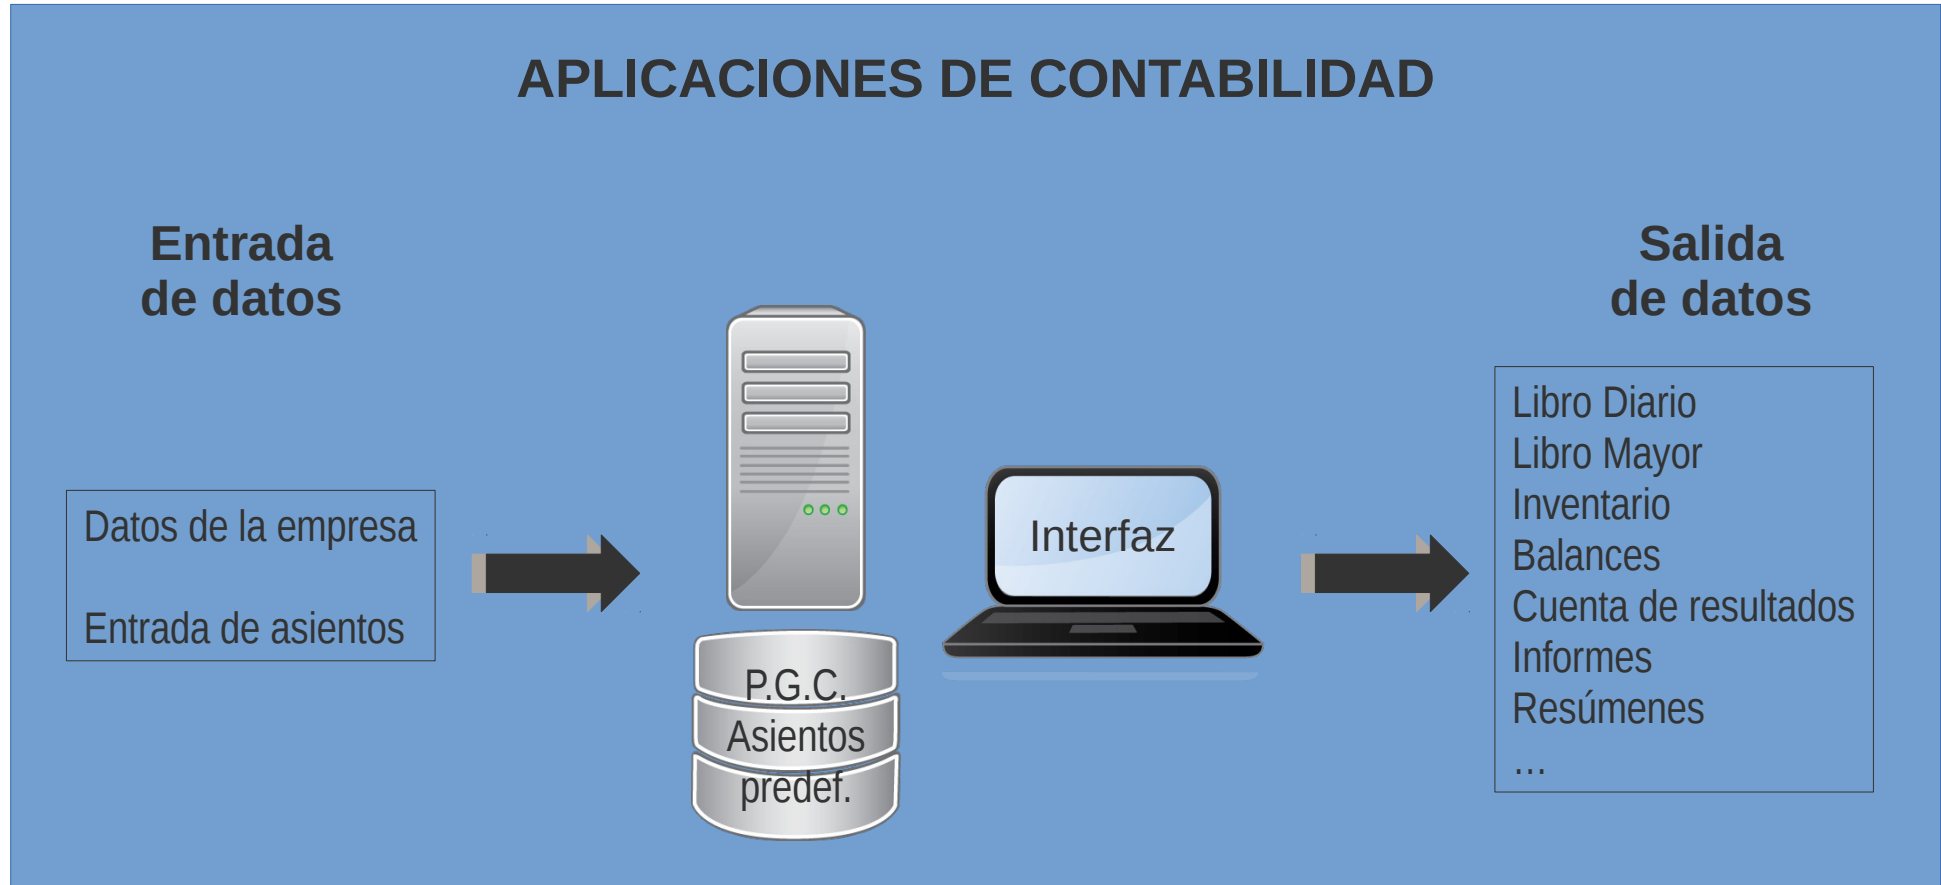 APLICACIONES DE CONTABILIDAD
Entrada
de datos
Datos de la empresa
Entrada de asientos
P.G.C.
Asientos
predef.
Interfaz
Salida
de datos
Libro Diario
Libro Mayor
Inventario
Balances
Cuenta de resultados
Informes
Resúmenes
…